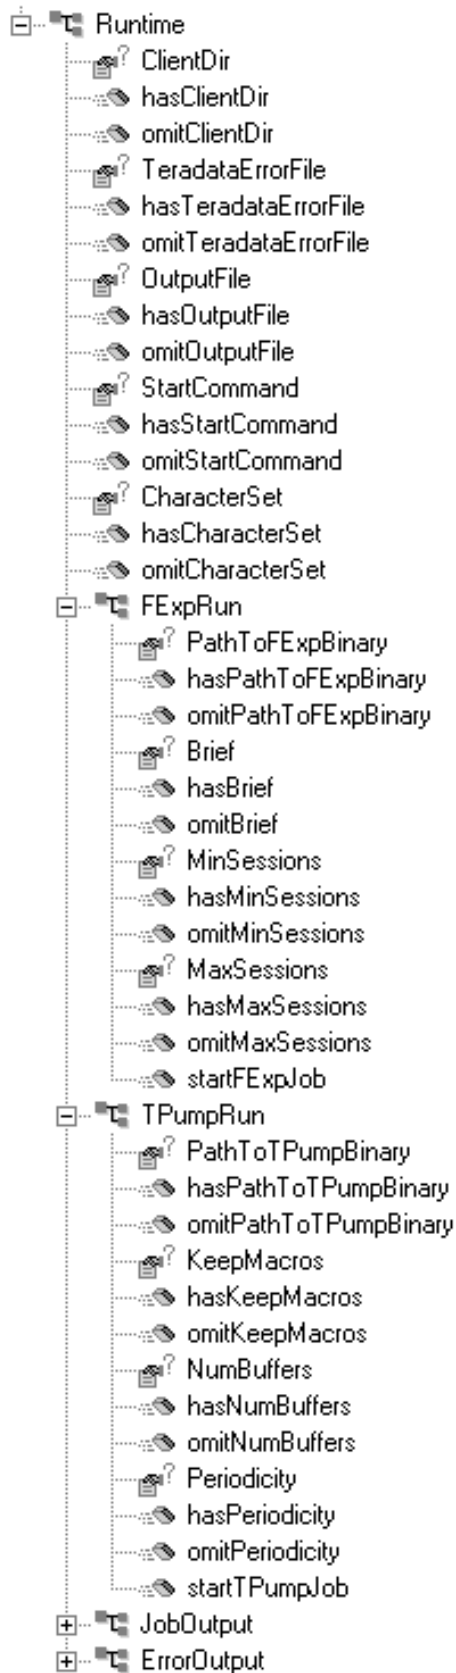 Runtime
ClientDir
hasClientDir
omitClientDir
TeradataErrorFile
hasTeradataErrorFile
omitTeradataErrorFile
OutputFile
hasOutputFile
omitOutputFile
StartCommand
hasStartCommand
omitStartCommand
CharacterSet
hasCharacterSet
omitCharacterSet
FExpRun
PathToFExpBinary
hasPathToFExpBinary
omitPathToFExpBinary
Brief
hasBrief
omitBrief
MinSessions
hasMinSessions
omitMinSessions
MaxSessions
hasMaxSessions
omitMaxSessions
startFExpJob
TPumpRun
PathToTPumpBinary
hasPathToTPumpBinary
omitPathToTPumpBinary
KeepMacros
hasKeepMacros
omitKeepMacros
NumBuffers
hasNumBuffers
omitNumBuffers
Periodicity
hasPeriodicity
omitPeriodicity
startTPumpJob
JobOutput
ErrorOutput